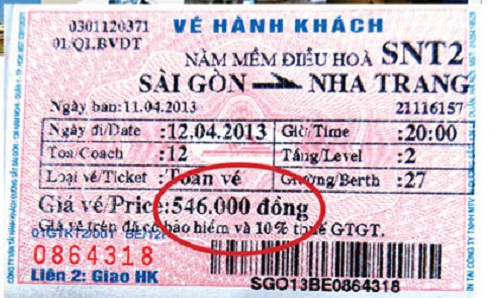 0301120371 VÉ HÀNH KHÁCH
01/QLBVDT
NẰM MỀM ĐIỀU HOÀ SNT2
SÀI GÒN NHA TRANG
Ngày bán:11.04.2013 21116157
Ngày đi/Date :12.04.2013 Giờ/Time :20:00
Toa/Coach :12 Tầng/Level :2
Loại vé/Ticket :Toàn vé Giường/Berth :27
Giá vé/Price:546.000 đồng
Giá vé trên đã có bảo hiểm và 10% thuế GTGT.
01GTKT2/001
0864318
Liên 2: Giao HK
SGO13BE0864318